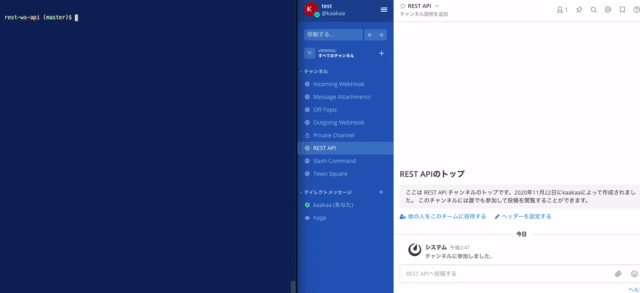 rest-ws-api (master)$
test
@kaakaa
移動する...
VIEWING:
すべてのチャンネル
チャンネル
Incoming WebHook
Message Attachments
Off-Topic
Outgoing WebHook
Private Channel
REST API
Slash Command
Town Square
ダイレクトメッセージ
kaakaa (あなた)
hoge
K
REST API
チャンネル説明を追加
1
REST APIのトップ
ここは REST API チャンネルのトップです。2020年11月22日にkaakaaによって作成されました。 このチャンネルには誰でも参加して投稿を閲覧することができます。
他の人をこのチームに招待する
ヘッダーを設定する
今日
システム 午後2:47
チャンネルに参加しました。
REST APIへ投稿する
ヘル